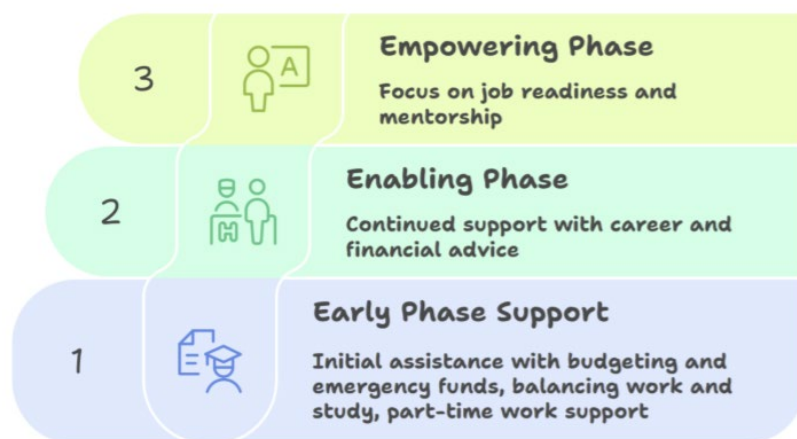 3
Empowering Phase
Focus on job readiness and
mentorship
A
2
Enabling Phase
Continued support with career and
financial advice
H
1
Early Phase Support
Initial assistance with budgeting and
emergency funds, balancing work and
study, part-time work support